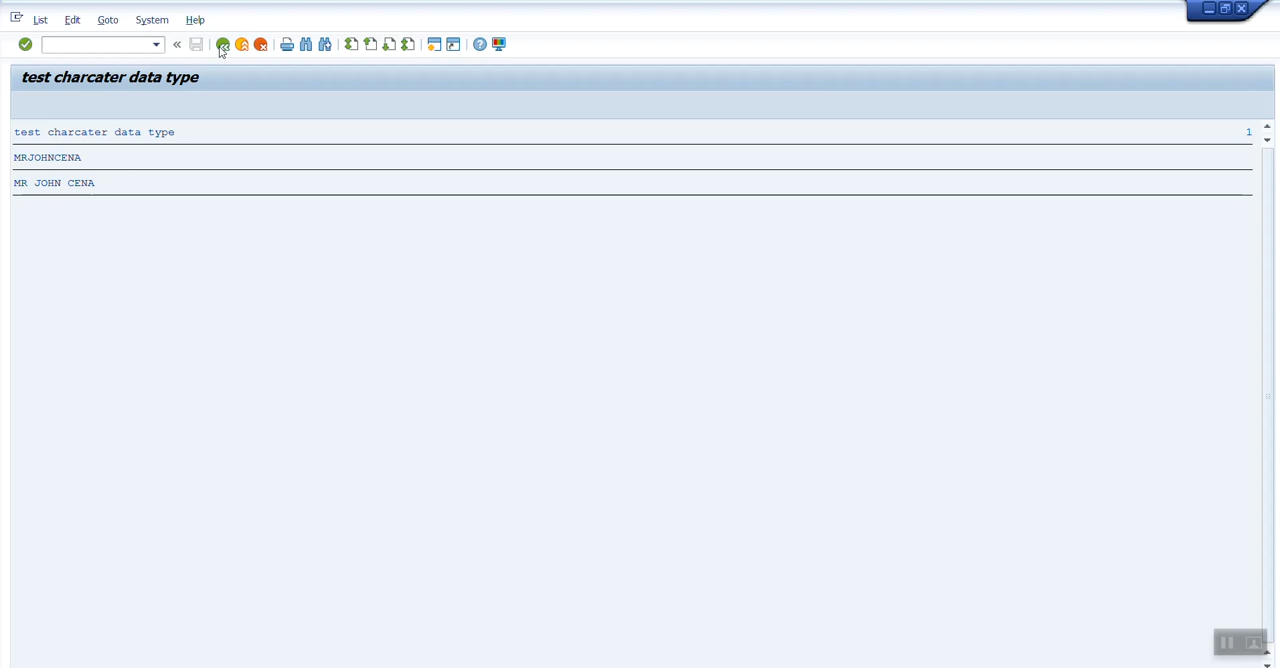 List Edit Goto System Help
test charcater data type
test charcater data type 1
MRJOHNCENA
MR JOHN CENA